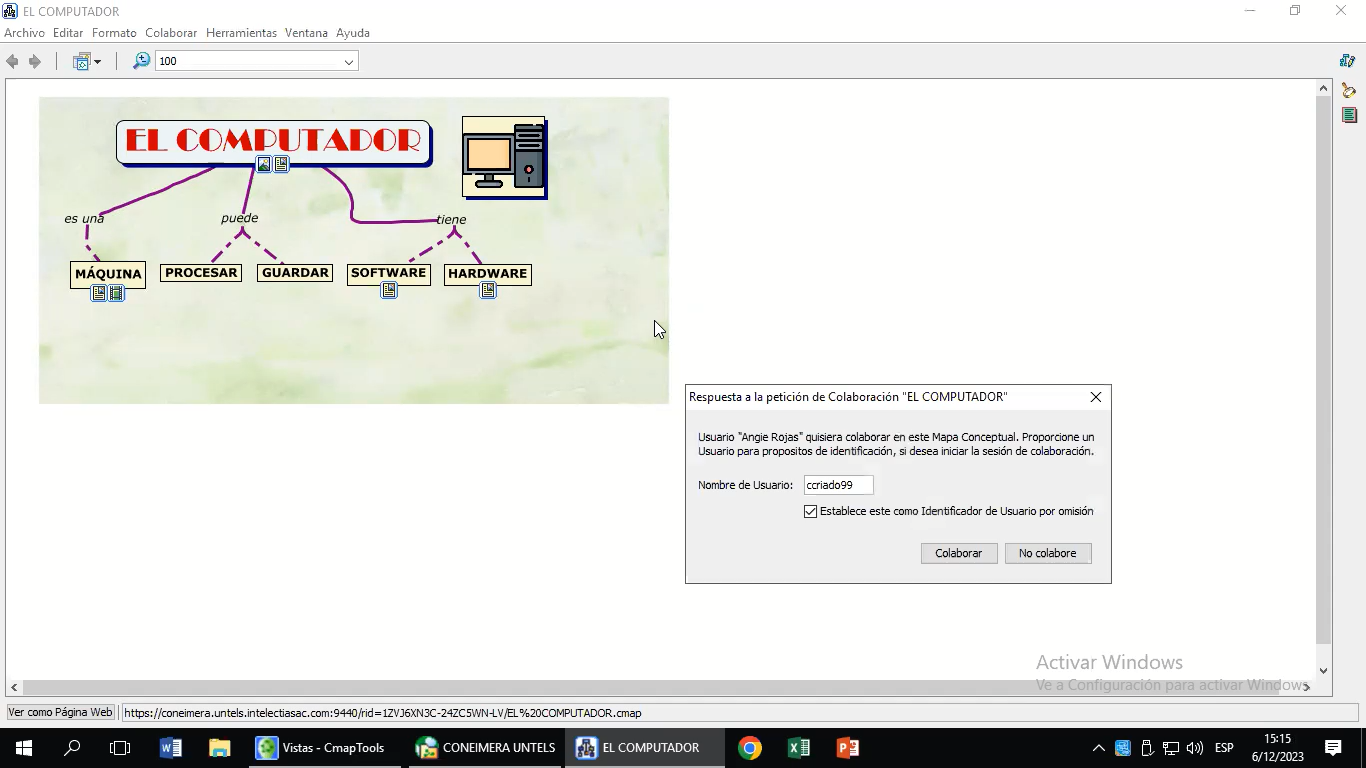 EL COMPUTADOR
Archivo Editar Formato Colaborar Herramientas Ventana Ayuda
100
EL COMPUTADOR
es una puede tiene
MÁQUINA PROCESAR GUARDAR SOFTWARE HARDWARE
Respuesta a la petición de Colaboración "EL COMPUTADOR"
Usuario "Angie Rojas" quisiera colaborar en este Mapa Conceptual. Proporcione un
Usuario para propositos de identificación, si desea iniciar la sesión de colaboración.
Nombre de Usuario: ccriado99
Establece este como Identificador de Usuario por omisión
Colaborar No colabore
Activar Windows
Ve a Configuración para activar Windows.
Ver como Página Web https://coneimera.untels.intelectiasac.com:9440/rid=1ZVJ6XN3C-24ZC5WN-LV/EL%20COMPUTADOR.cmap
Vistas - CmapTools CONEIMERA UNTELS EL COMPUTADOR ESP 15:15
6/12/2023